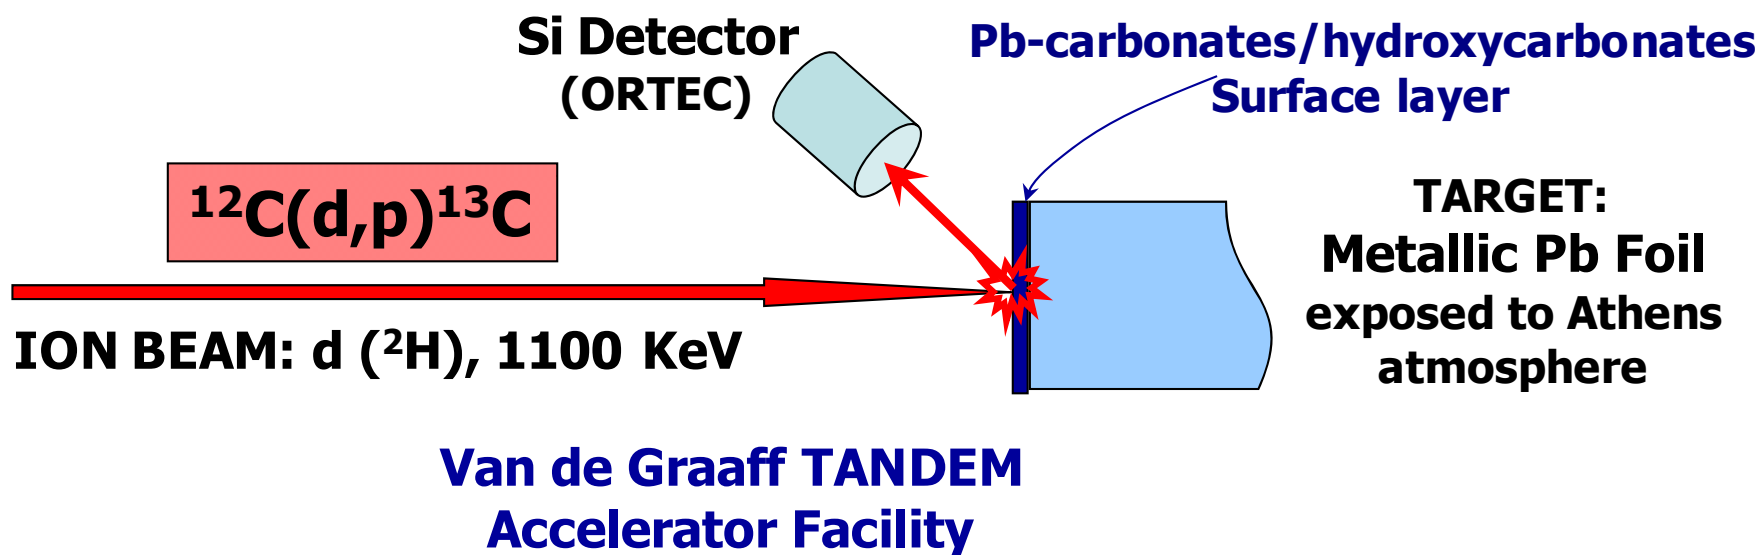 Si Detector
(ORTEC)
Pb-carbonates/hydroxycarbonates
Surface layer
¹²C(d,p)¹³C
ION BEAM: d (²H), 1100 KeV
TARGET:
Metallic Pb Foil
exposed to Athens
atmosphere
Van de Graaff TANDEM
Accelerator Facility